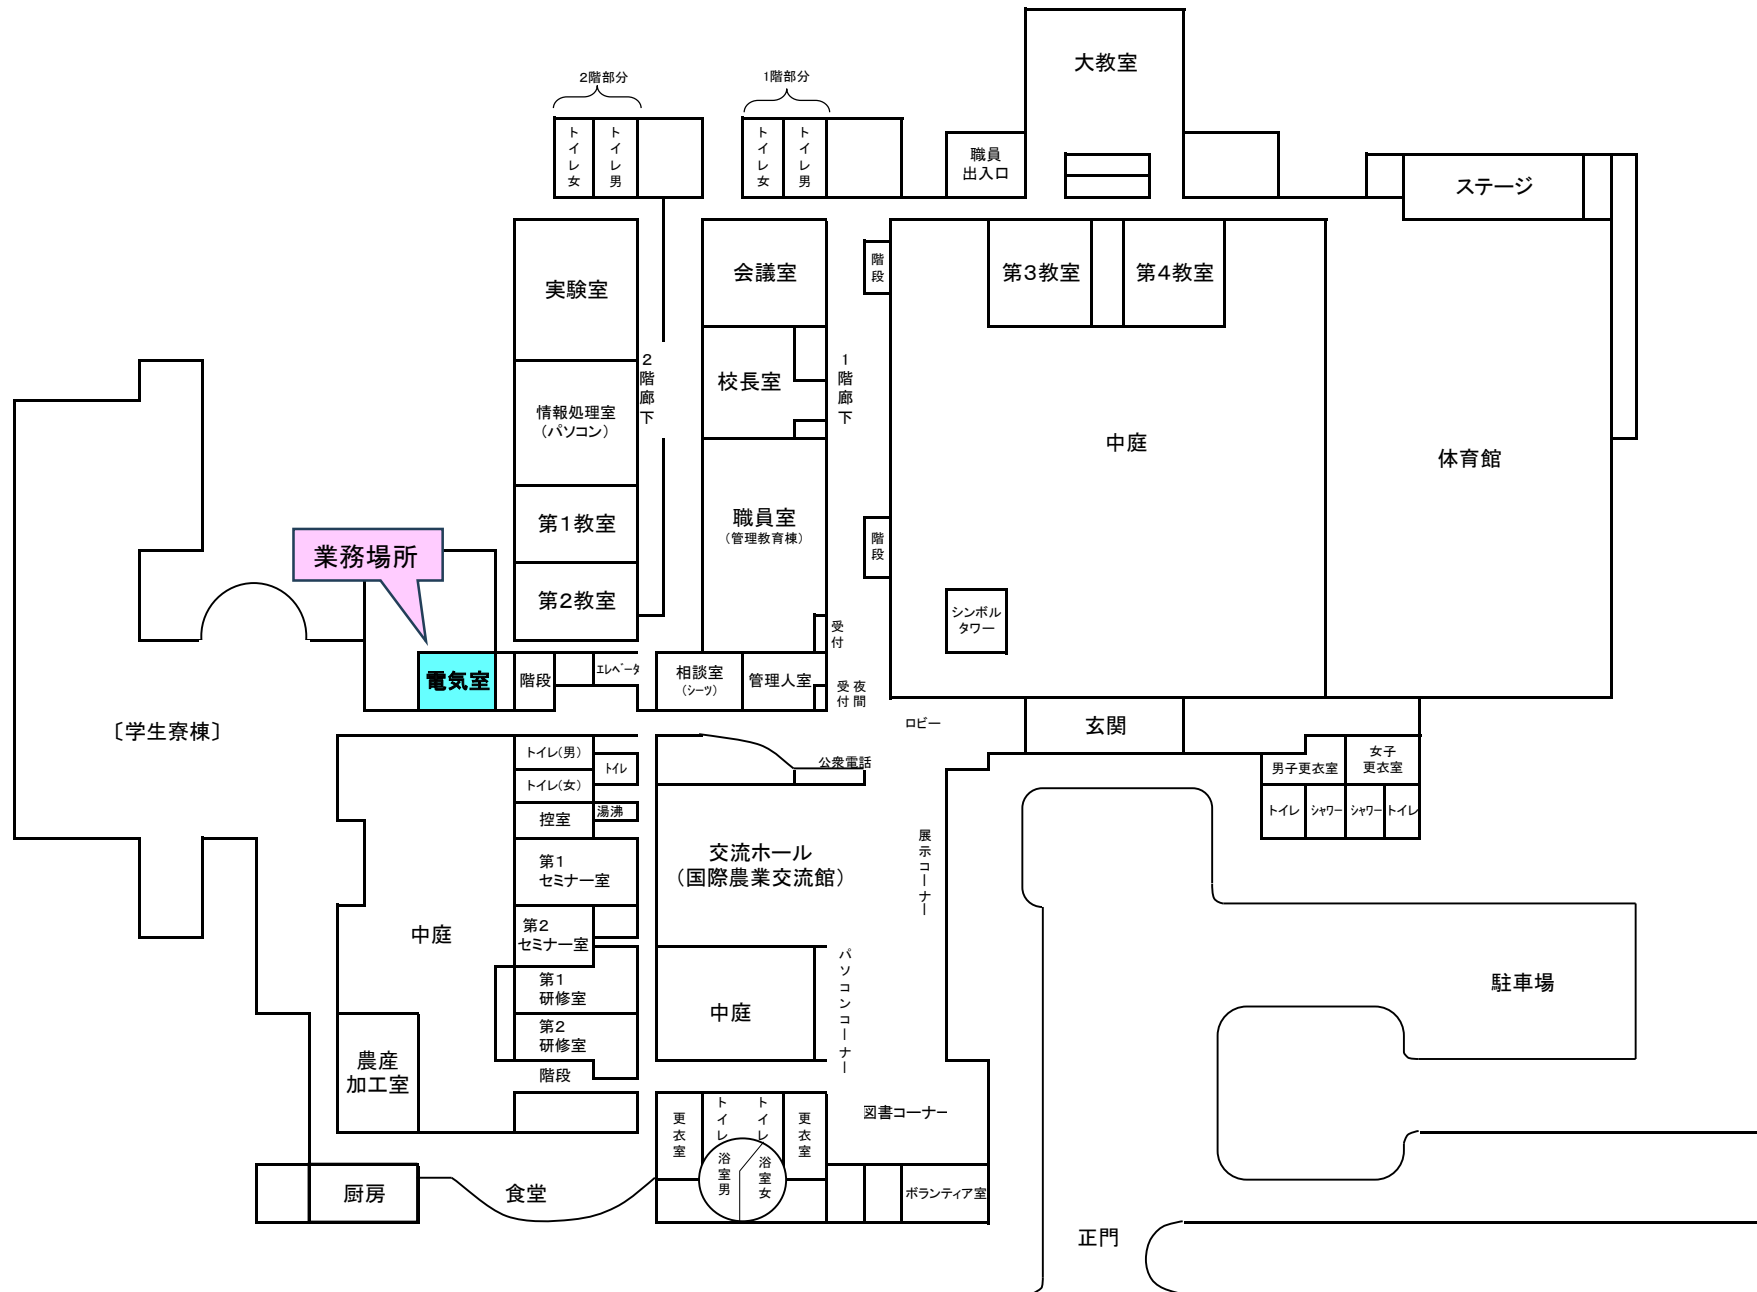 大教室
2階部分
1階部分
トイレ女
トイレ男
トイレ女
トイレ男
職員
出入口
ステージ
実験室
会議室
階段
第3教室
第4教室
校長室
2階廊下
1階廊下
情報処理室
(パソコン)
中庭
体育館
第1教室
職員室
(管理教育棟)
階段
業務場所
第2教室
シンボル
タワー
受付
電気室
階段
エレベータ
相談室
(シーツ)
管理人室
夜間
受付
〔学生寮棟〕
ロビー
玄関
トイレ(男)
トイレ
公衆電話
男子更衣室
女子
更衣室
トイレ(女)
控室
湯沸
トイレ
シャワー
シャワー
トイレ
第1
セミナー室
交流ホール
(国際農業交流館)
展示コーナー
中庭
第2
セミナー室
パソコンコーナー
第1
研修室
中庭
駐車場
第2
研修室
農産
加工室
階段
更衣室
トイレ
トイレ
更衣室
図書コーナー
浴室男
浴室女
厨房
食堂
ボランティア室
正門